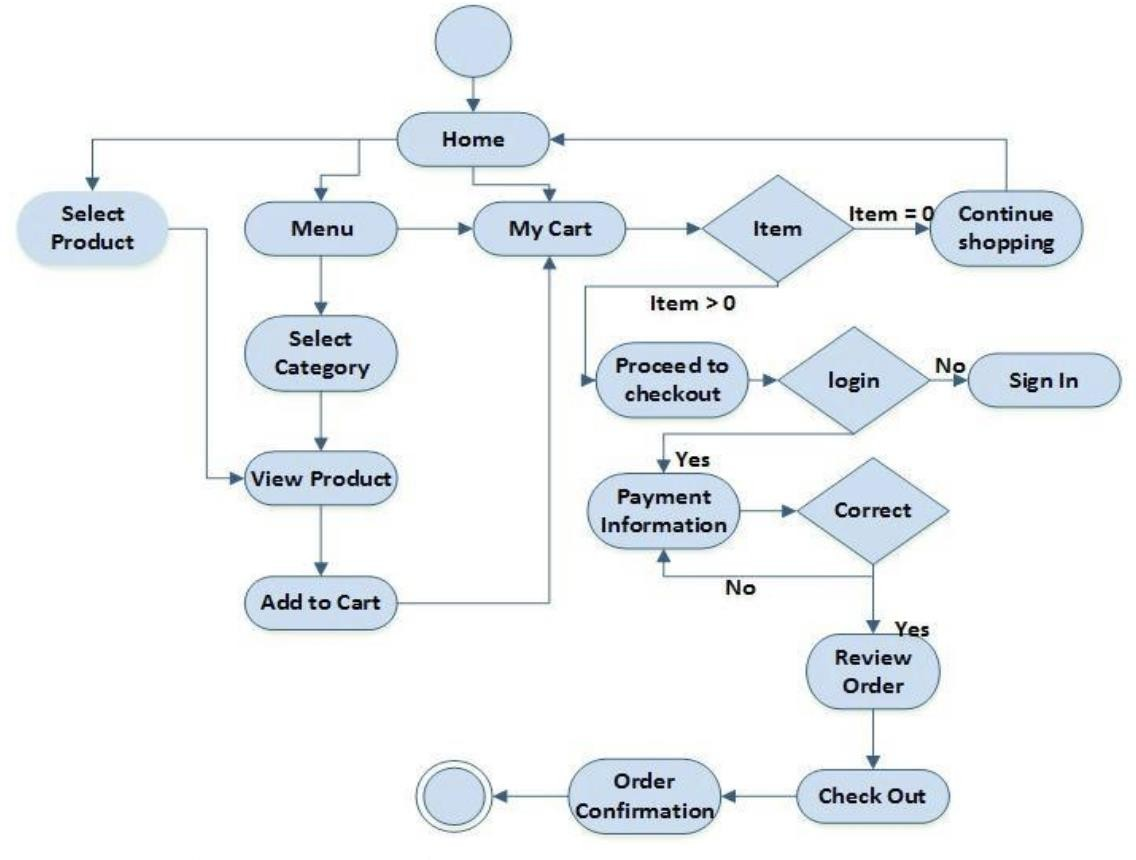 Home
Select
Product
Menu
My Cart
Item
Item = 0
Continue
shopping
Item > 0
Select
Category
Proceed to
checkout
login
No
Sign In
Yes
View Product
Payment
Information
Correct
No
Add to Cart
Yes
Review
Order
Order
Confirmation
Check Out